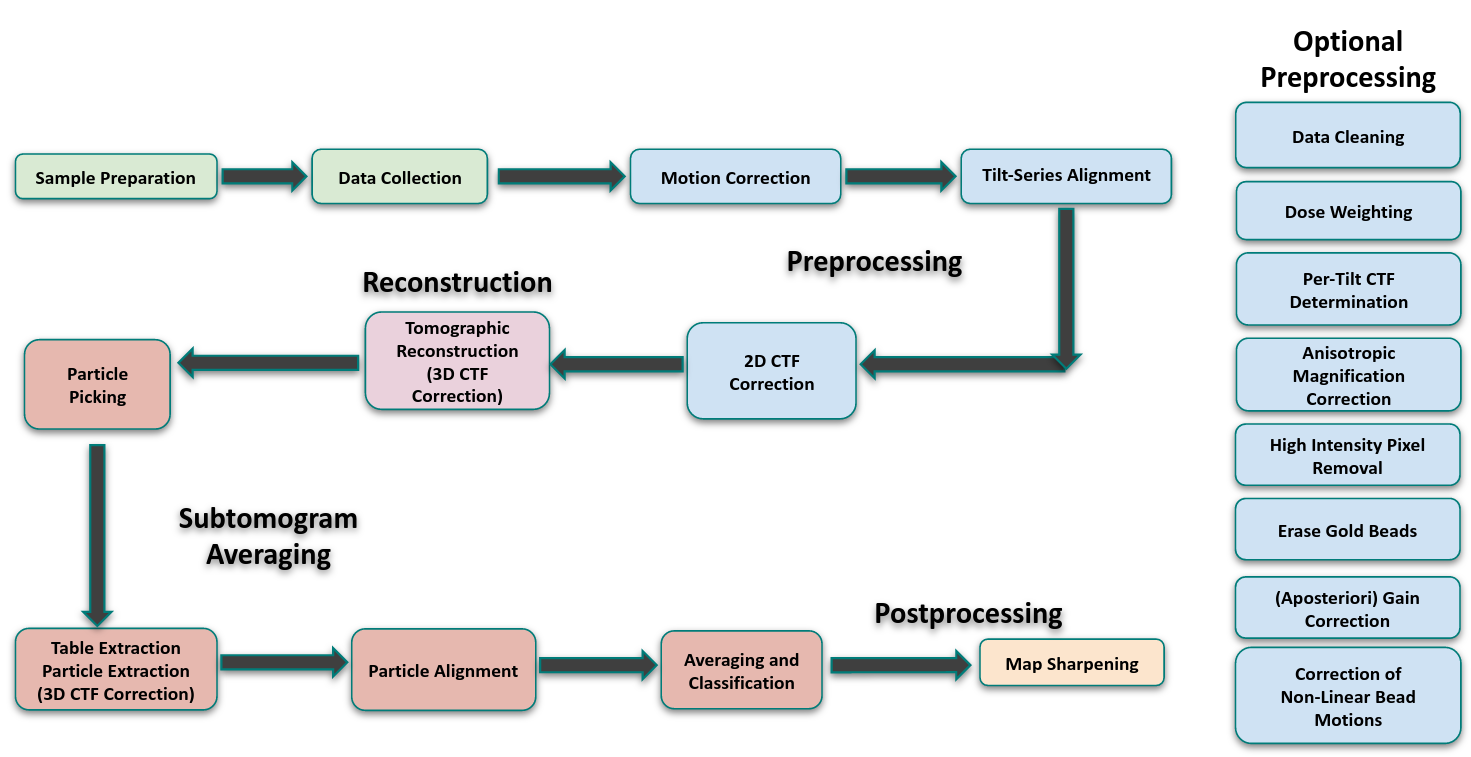 Optional
Preprocessing
Sample Preparation
Data Collection
Motion Correction
Tilt-Series Alignment
Preprocessing
2D CTF
Correction
Reconstruction
Tomographic
Reconstruction
(3D CTF
Correction)
Particle
Picking
Subtomogram
Averaging
Table Extraction
Particle Extraction
(3D CTF Correction)
Particle Alignment
Averaging and
Classification
Postprocessing
Map Sharpening
Data Cleaning
Dose Weighting
Per-Tilt CTF
Determination
Anisotropic
Magnification
Correction
High Intensity Pixel
Removal
Erase Gold Beads
(Aposteriori) Gain
Correction
Correction of
Non-Linear Bead
Motions